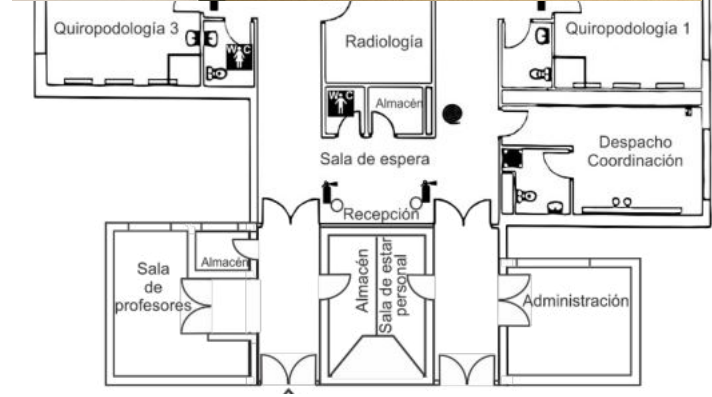 Quiropodología 3
Radiología
Quiropodología 1
W C
W C
Almacén
Despacho
Coordinación
Sala de espera
Recepción
Almacén
Sala
de
profesores
Almacén
Sala de estar
personal
Administración